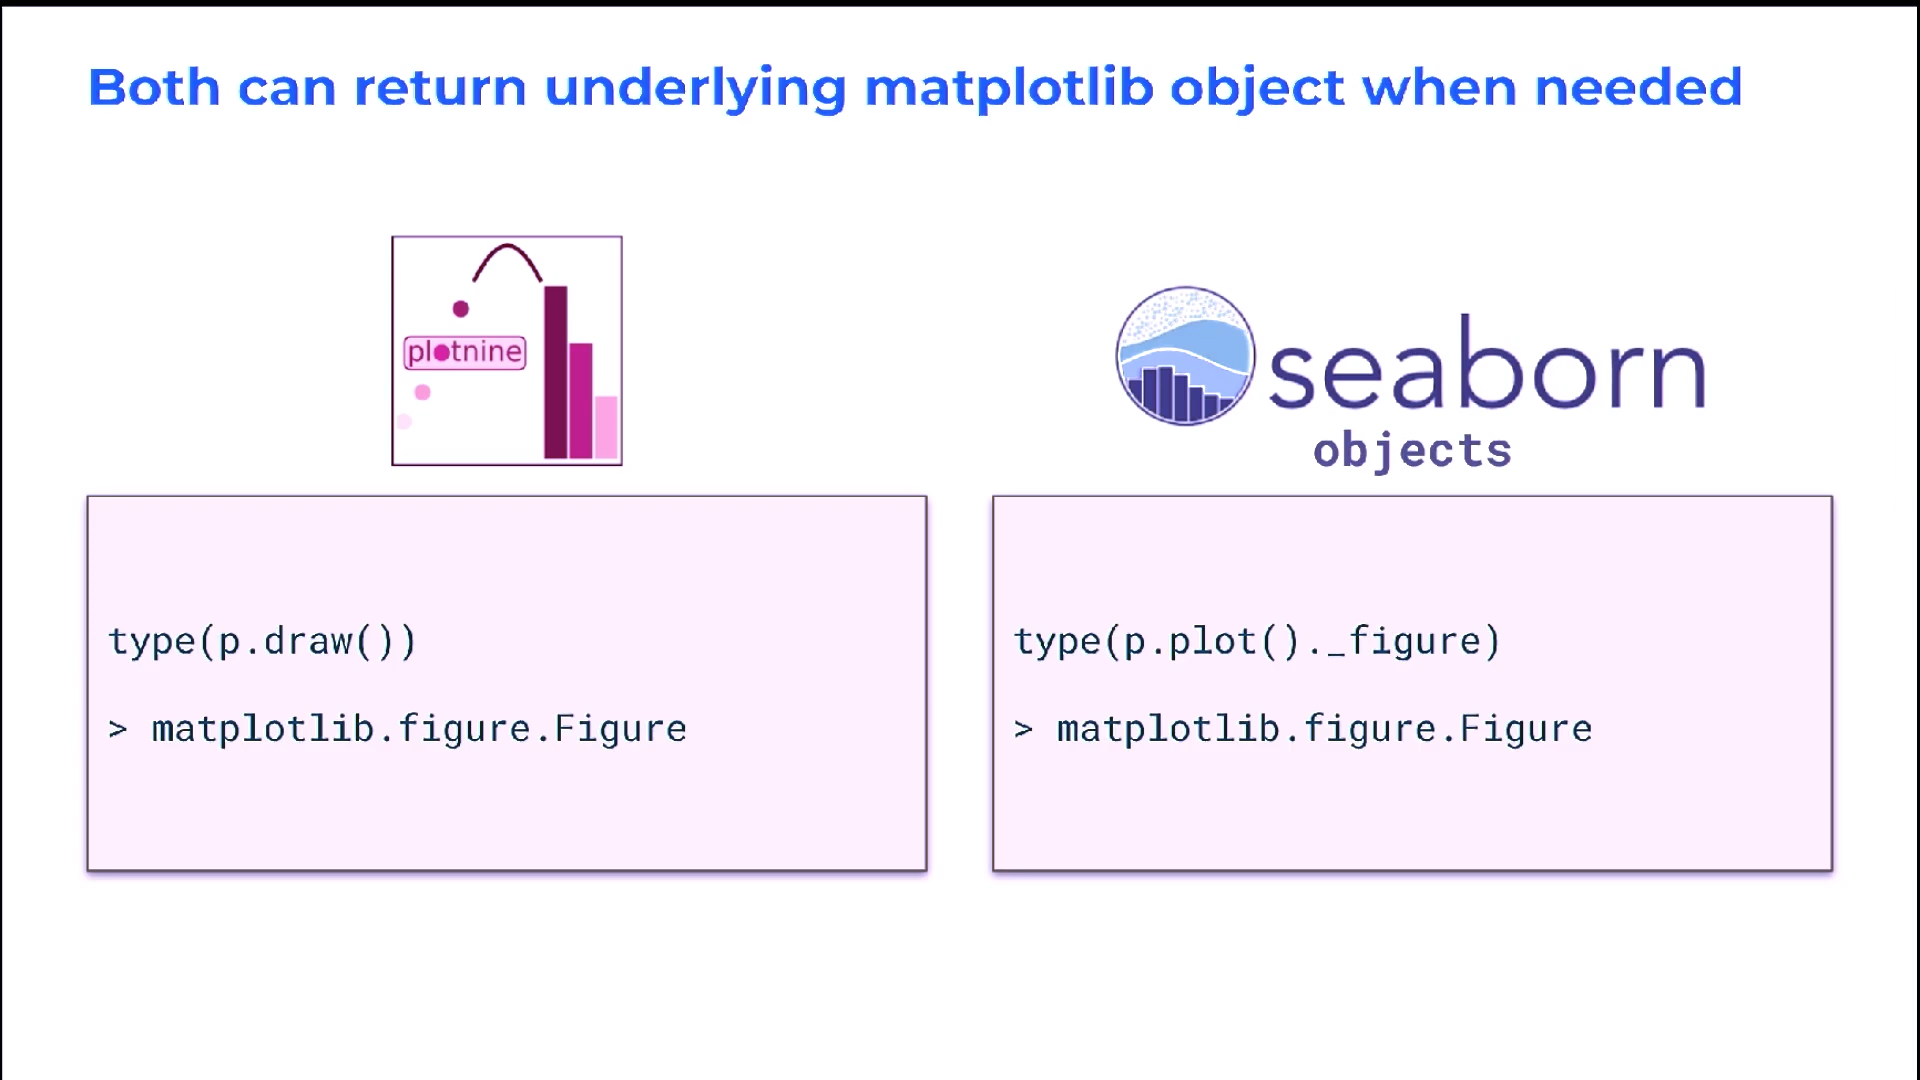 Both can return underlying matplotlib object when needed
plotnine
type(p.draw())
> matplotlib.figure.Figure
seaborn
objects
type(p.plot()._figure)
> matplotlib.figure.Figure